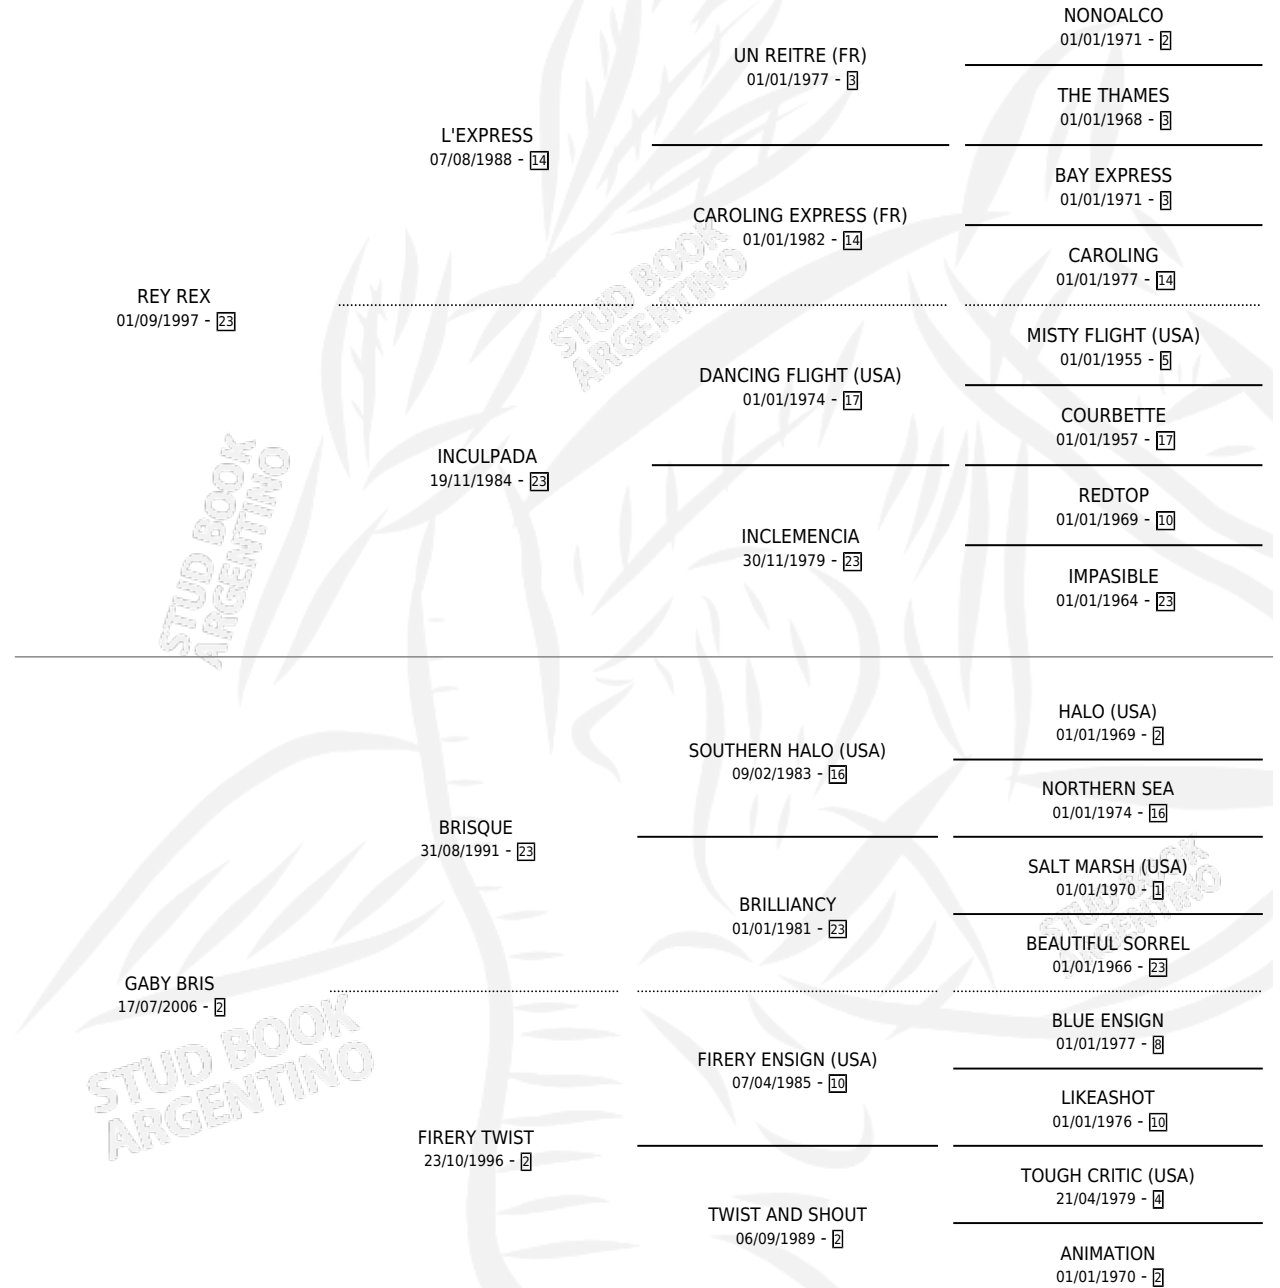 NONOALCO
01/01/1971 - 2
UN REITRE (FR)
01/01/1977 - 3
THE THAMES
01/01/1968 - 3
L'EXPRESS
07/08/1988 - 14
BAY EXPRESS
01/01/1971 - 3
CAROLING EXPRESS (FR)
01/01/1982 - 14
CAROLING
01/01/1977 - 14
REY REX
01/09/1997 - 23
MISTY FLIGHT (USA)
01/01/1955 - 5
DANCING FLIGHT (USA)
01/01/1974 - 17
COURBETTE
01/01/1957 - 17
INCULPADA
19/11/1984 - 23
REDTOP
01/01/1969 - 10
INCLEMENCIA
30/11/1979 - 23
IMPASIBLE
01/01/1964 - 23
HALO (USA)
01/01/1969 - 2
SOUTHERN HALO (USA)
09/02/1983 - 16
NORTHERN SEA
01/01/1974 - 16
BRISQUE
31/08/1991 - 23
SALT MARSH (USA)
01/01/1970 - 1
BRILLIANCY
01/01/1981 - 23
BEAUTIFUL SORREL
01/01/1966 - 23
GABY BRIS
17/07/2006 - 2
BLUE ENSIGN
01/01/1977 - 8
FIRERY ENSIGN (USA)
07/04/1985 - 10
LIKEASHOT
01/01/1976 - 10
FIRERY TWIST
23/10/1996 - 2
TOUGH CRITIC (USA)
21/04/1979 - 4
TWIST AND SHOUT
06/09/1989 - 2
ANIMATION
01/01/1970 - 2
STUD BOOK
ARGENTINO
STUD BOOK
ARGENTINO
STUD BOOK
ARGENTINO
STUD BOOK
ARGENTINO